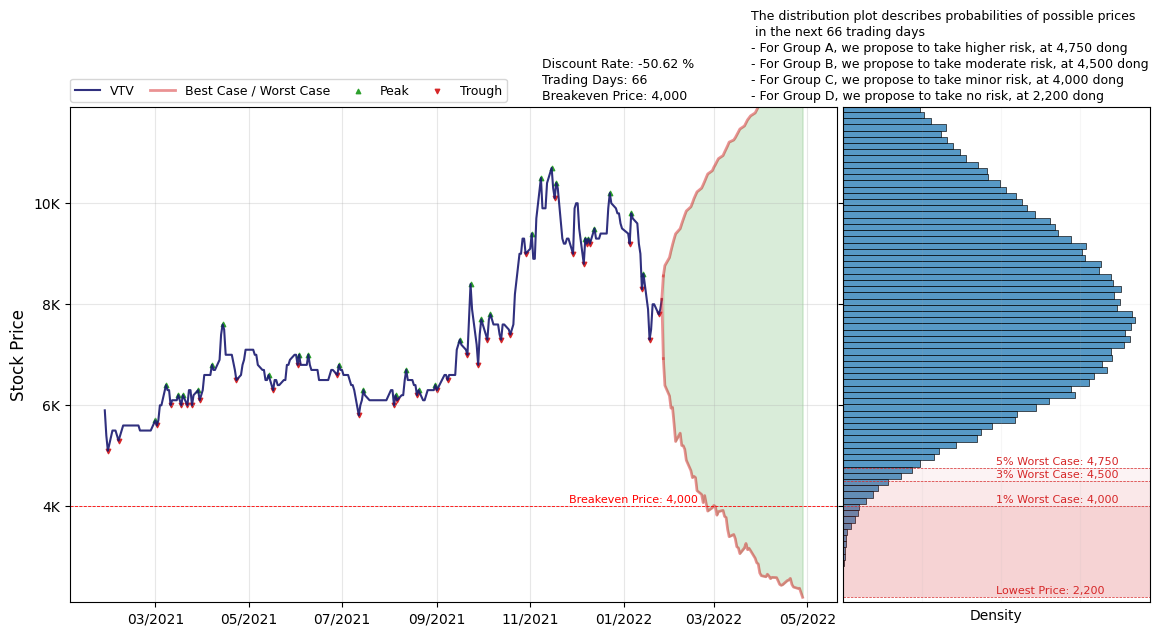 The distribution plot describes probabilities of possible prices
in the next 66 trading days
- For Group A, we propose to take higher risk, at 4,750 dong
- For Group B, we propose to take moderate risk, at 4,500 dong
- For Group C, we propose to take minor risk, at 4,000 dong
- For Group D, we propose to take no risk, at 2,200 dong
Discount Rate: -50.62 %
Trading Days: 66
Breakeven Price: 4,000
VTV
Best Case / Worst Case
Peak
Trough
Stock Price
10K
8K
6K
4K
Breakeven Price: 4,000
5% Worst Case: 4,750
3% Worst Case: 4,500
1% Worst Case: 4,000
Lowest Price: 2,200
03/2021
05/2021
07/2021
09/2021
11/2021
01/2022
03/2022
05/2022
Density